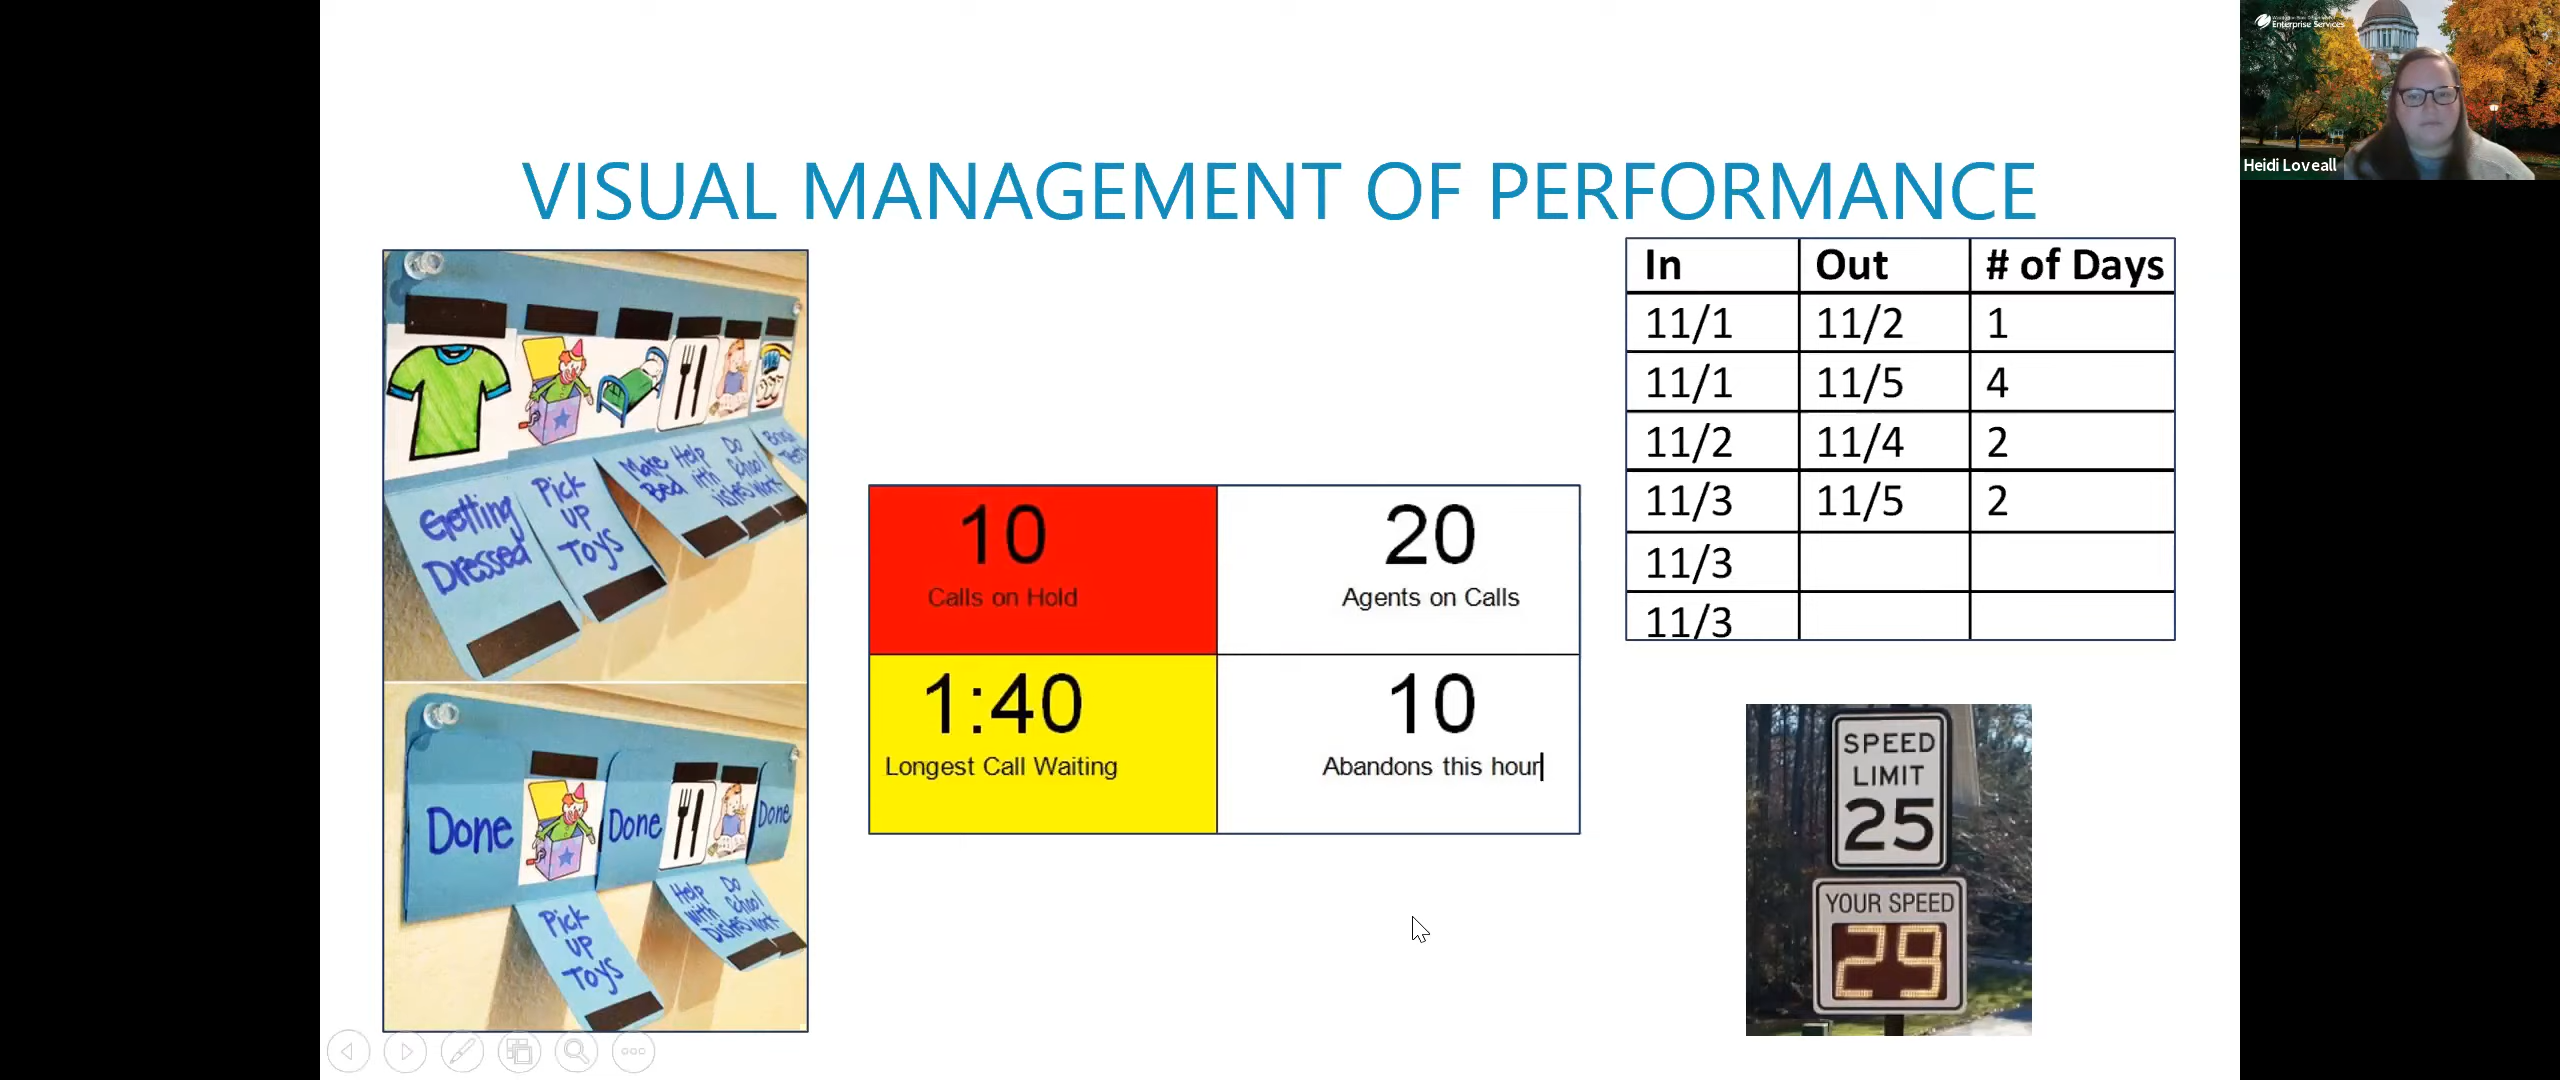 VISUAL MANAGEMENT OF PERFORMANCE
Enterprise Services
Heidi Loveall
Getting
Dressed
Pick
UP
Toys
Make
Bed
Help
with
Dishes
Do
School
Work
Brush
Teeth
Done
Done
Done
Pick
UP
Toys
Help
with
Dishes
Do
School
Work
10
Calls on Hold
20
Agents on Calls
1:40
Longest Call Waiting
10
Abandons this hour
In Out # of Days
11/1 11/2 1
11/1 11/5 4
11/2 11/4 2
11/3 11/5 2
11/3
11/3
SPEED
LIMIT
25
YOUR SPEED
29